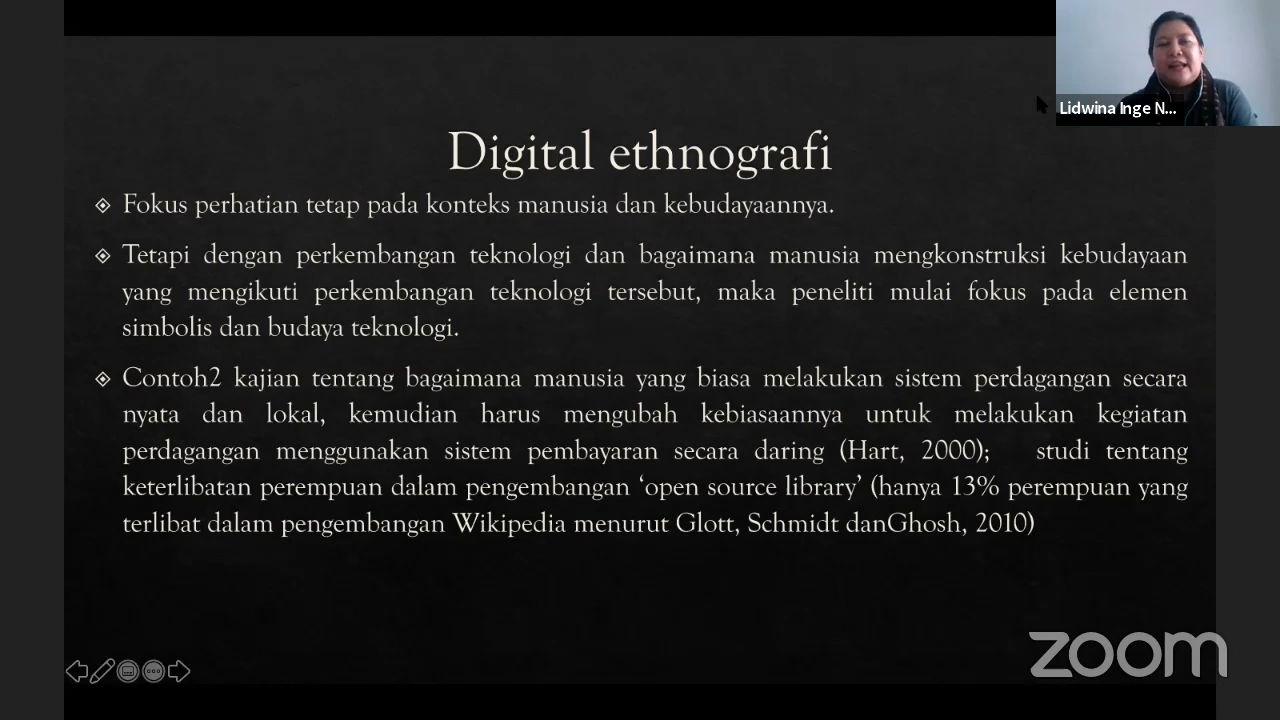 Lidwina Inge N...
Digital ethnografi
Fokus perhatian tetap pada konteks manusia dan kebudayaannya.
Tetapi dengan perkembangan teknologi dan bagaimana manusia mengkonstruksi kebudayaan
yang mengikuti perkembangan teknologi tersebut, maka peneliti mulai fokus pada elemen
simbolis dan budaya teknologi.
Contoh2 kajian tentang bagaimana manusia yang biasa melakukan sistem perdagangan secara
nyata dan lokal, kemudian harus mengubah kebiasaannya untuk melakukan kegiatan
perdagangan menggunakan sistem pembayaran secara daring (Hart, 2000); studi tentang
keterlibatan perempuan dalam pengembangan ‘open source library’ (hanya 13% perempuan yang
terlibat dalam pengembangan Wikipedia menurut Glott, Schmidt danGhosh, 2010)
zoom